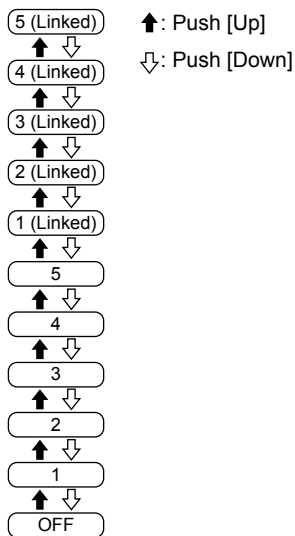 5 (Linked)
: Push [Up]
4 (Linked)
: Push [Down]
3 (Linked)
2 (Linked)
1 (Linked)
5
4
3
2
1
OFF